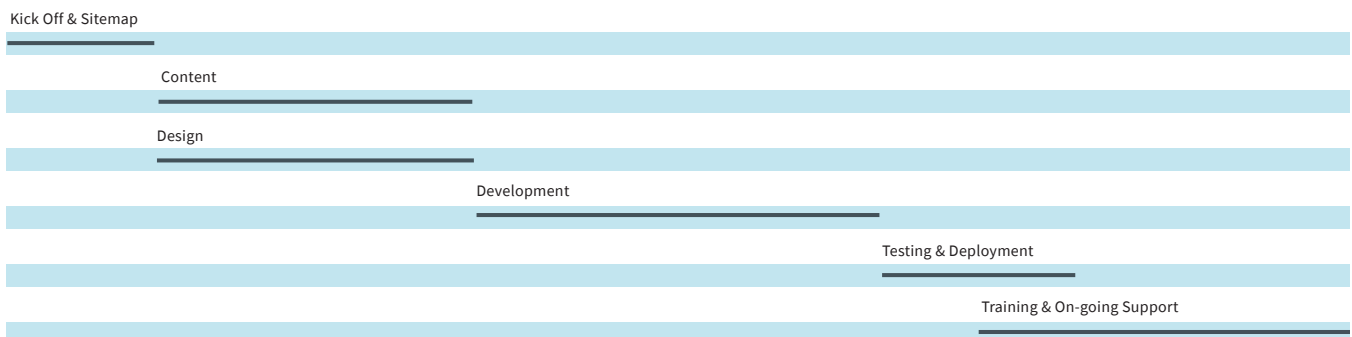 Kick Off & Sitemap
Content
Design
Development
Testing & Deployment
Training & On-going Support